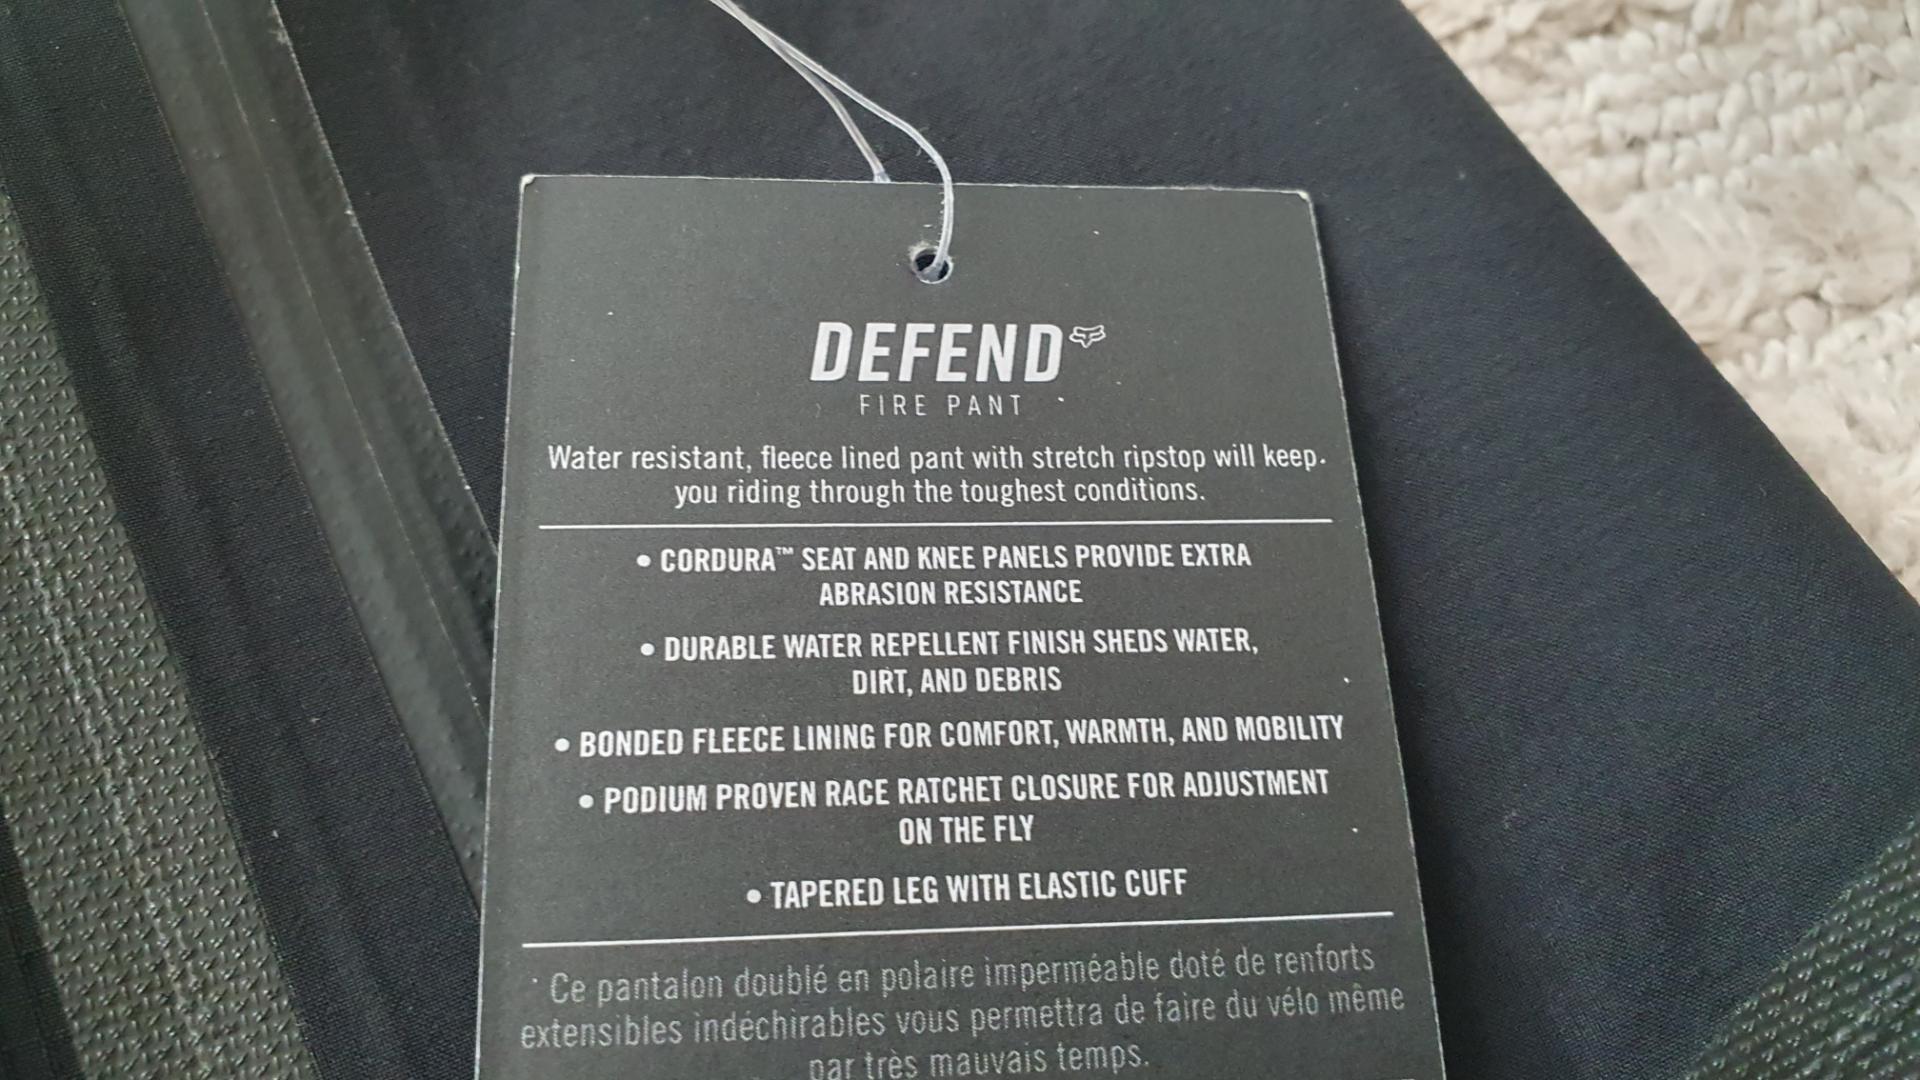 DEFEND
FIRE PANT
Water resistant, fleece lined pant with stretch ripstop will keep
you riding through the toughest conditions.
• CORDURA™ SEAT AND KNEE PANELS PROVIDE EXTRA
ABRASION RESISTANCE
• DURABLE WATER REPELLENT FINISH SHEDS WATER,
DIRT, AND DEBRIS
• BONDED FLEECE LINING FOR COMFORT, WARMTH, AND MOBILITY
• PODIUM PROVEN RACE RATCHET CLOSURE FOR ADJUSTMENT
ON THE FLY
• TAPERED LEG WITH ELASTIC CUFF
Ce pantalon doublé en polaire imperméable doté de renforts
extensibles indéchirables vous permettra de faire du vélo même
par très mauvais temps.